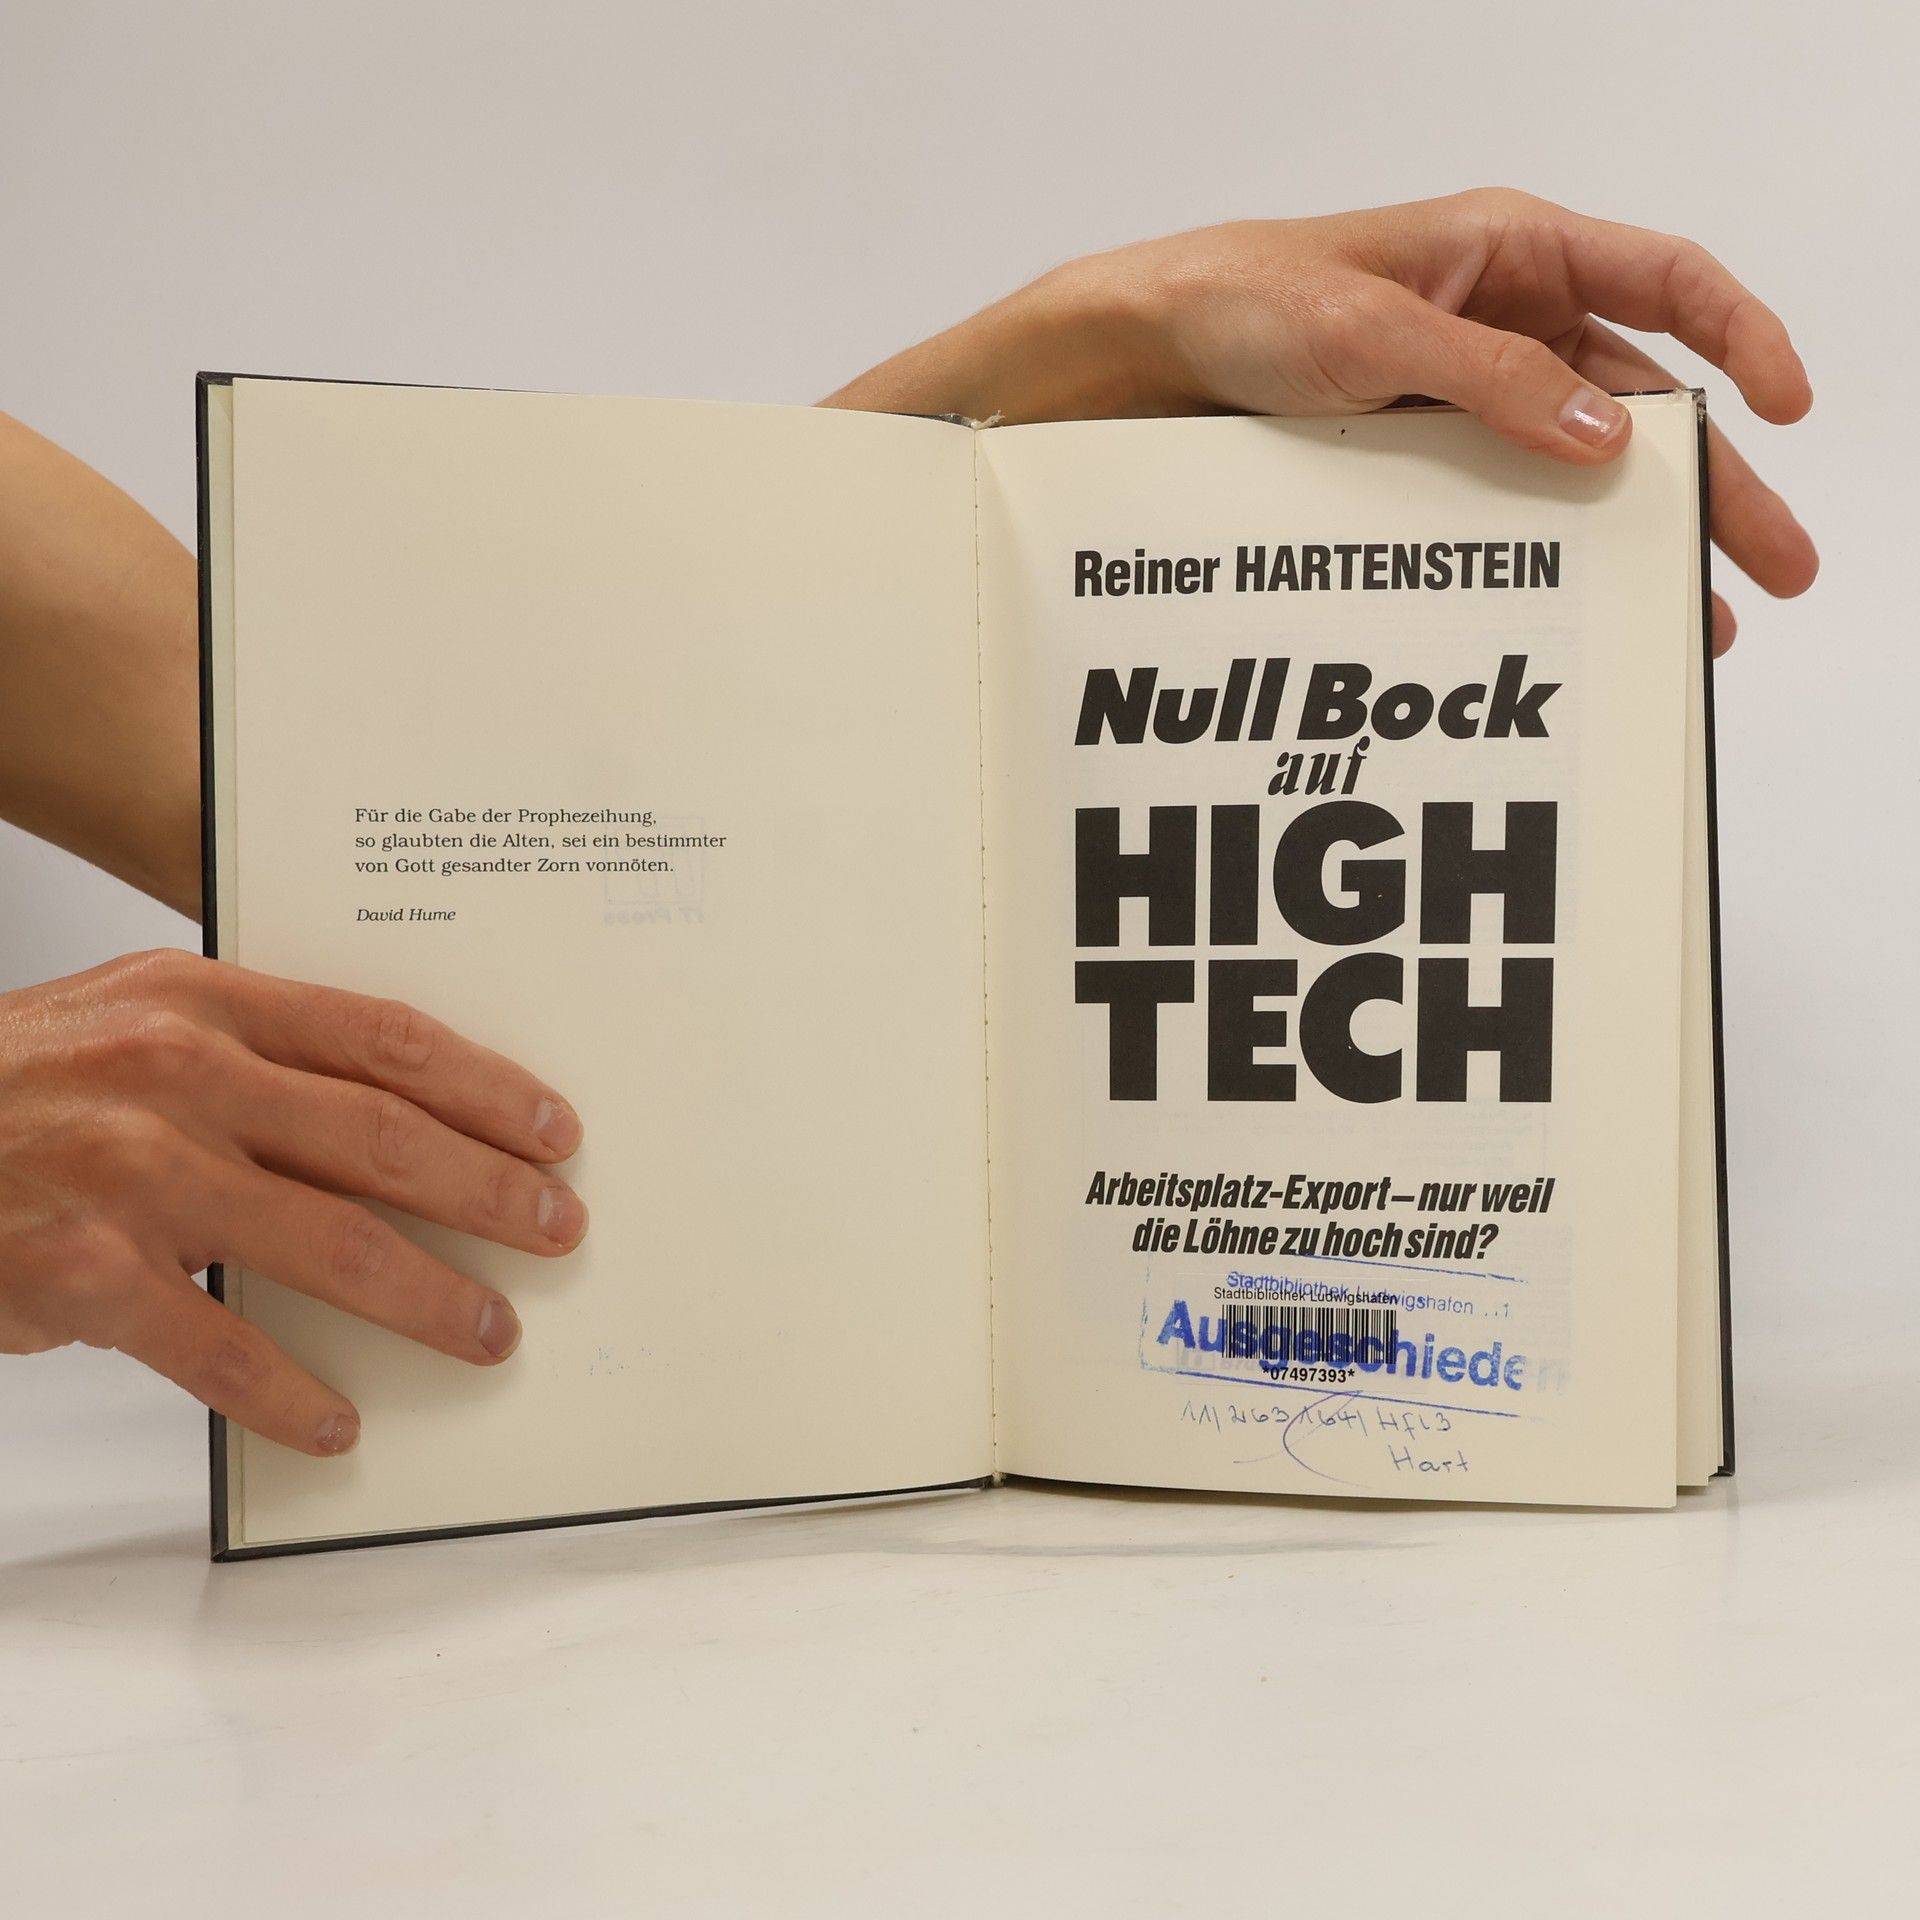 Für die Gabe der Prophezeihung,
so glaubten die Alten, sei ein bestimmter
von Gott gesandter Zorn vonnöten.
David Hume
Reiner HARTENSTEIN
Null Bock
auf
HIGH
TECH
Arbeitsplatz-Export – nur weil
die Löhne zu hoch sind?
Stadtbibliothek Ludwigshafen
Stadtbibliothek Ludwigshafen
Ausgeschieden
*07497393*
Hart